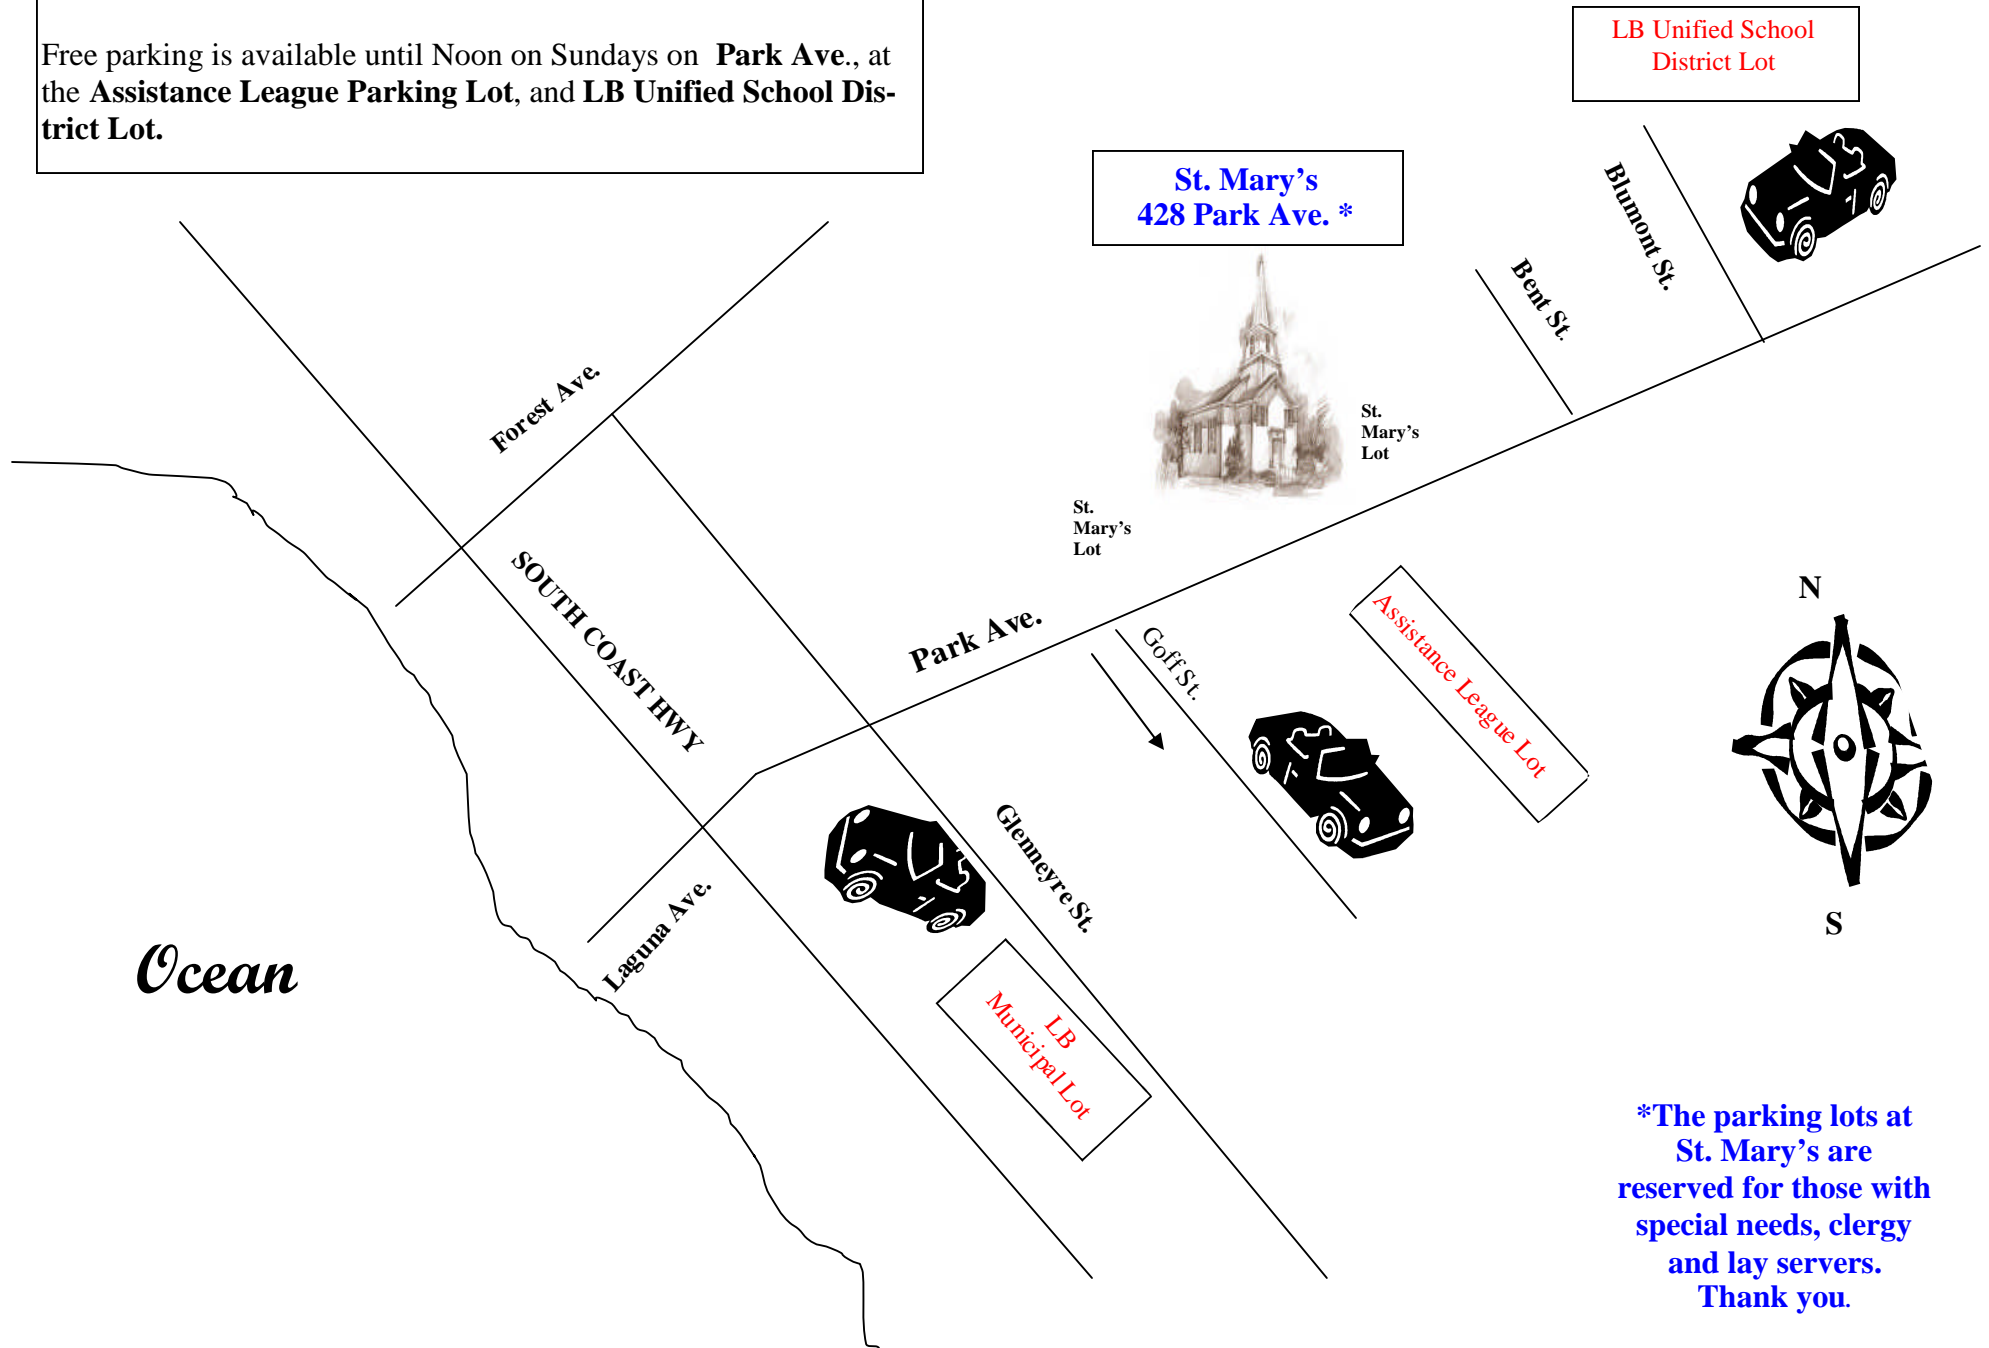 Free parking is available until Noon on Sundays on Park Ave., at
the Assistance League Parking Lot, and LB Unified School Dis-
trict Lot.
LB Unified School
District Lot
St. Mary's
428 Park Ave. *
Blumont St.
Bent St.
Forest Ave.
St.
Mary's
Lot
St.
Mary's
Lot
SOUTH COAST HWY
Park Ave.
Goff St.
Assistance League Lot
N
S
Glenneyre St.
Laguna Ave.
Ocean
LB
Municipal Lot
*The parking lots at
St. Mary's are
reserved for those with
special needs, clergy
and lay servers.
Thank you.